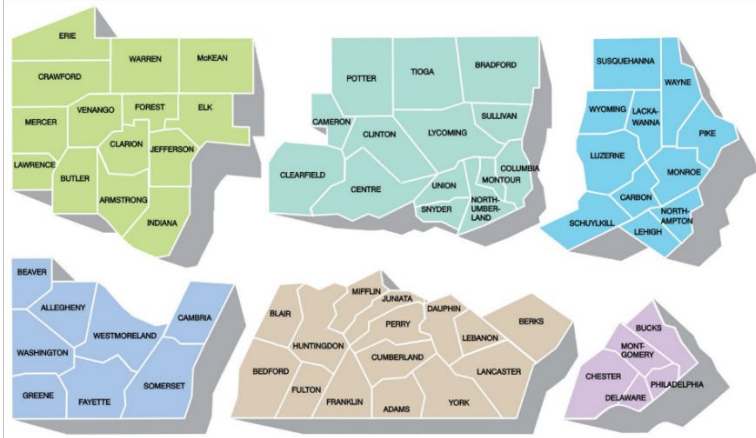 ERIE
WARREN
McKEAN
CRAWFORD
VENANGO
FOREST
ELK
MERCER
CLARION
JEFFERSON
LAWRENCE
BUTLER
ARMSTRONG
INDIANA
POTTER
TIOGA
BRADFORD
CAMERON
CLINTON
LYCOMING
SULLIVAN
CLEARFIELD
CENTRE
UNION
MONTOUR
COLUMBIA
SNYDER
NORTH-
UMBER-
LAND
SUSQUEHANNA
WAYNE
WYOMING
LACKA-
WANNA
PIKE
LUZERNE
MONROE
CARBON
NORTH-
AMPTON
SCHUYLKILL
LEHIGH
BEAVER
ALLEGHENY
WESTMORELAND
CAMBRIA
WASHINGTON
GREENE
FAYETTE
SOMERSET
BLAIR
MIFFLIN
JUNIATA
DAUPHIN
PERRY
LEBANON
BERKS
HUNTINGDON
CUMBERLAND
BEDFORD
FULTON
FRANKLIN
ADAMS
YORK
LANCASTER
BUCKS
MONT-
GOMERY
CHESTER
PHILADELPHIA
DELAWARE